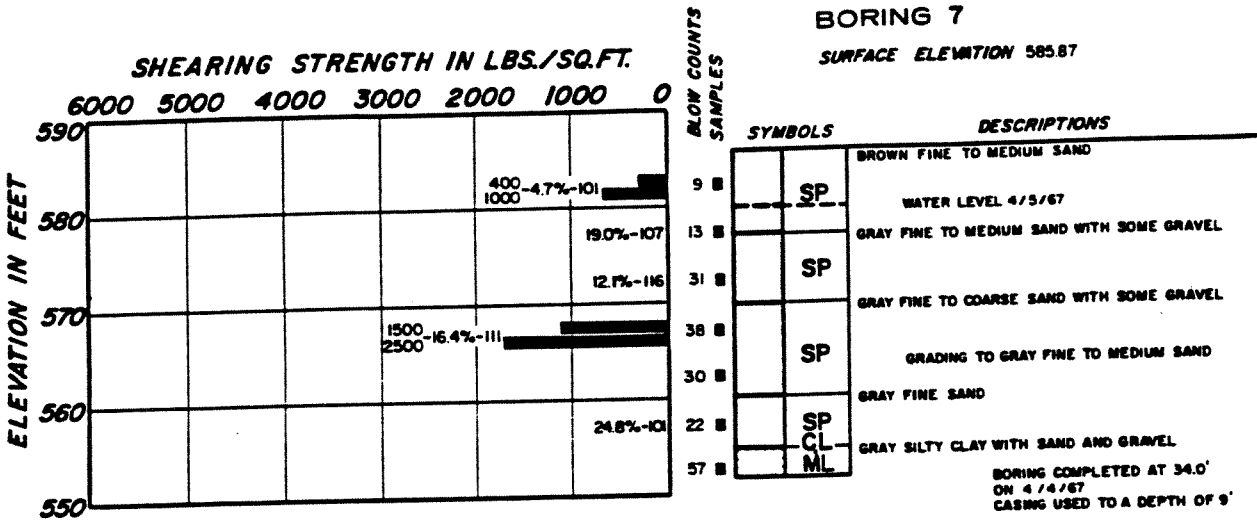 BORING 7
SURFACE ELEVATION 585.87
SHEARING STRENGTH IN LBS./SQ.FT.
6000 5000 4000 3000 2000 1000 0
BLOW COUNTS
SAMPLES
SYMBOLS
DESCRIPTIONS
ELEVATION IN FEET
590
580
570
560
550
400
1000
-4.7%-101
19.0%-107
12.1%-116
1500
2500
-16.4%-111
24.8%-101
9
13
31
38
30
22
57
SP
SP
SP
SP
CL
ML
BROWN FINE TO MEDIUM SAND
WATER LEVEL 4/5/67
GRAY FINE TO MEDIUM SAND WITH SOME GRAVEL
GRAY FINE TO COARSE SAND WITH SOME GRAVEL
GRADING TO GRAY FINE TO MEDIUM SAND
GRAY FINE SAND
GRAY SILTY CLAY WITH SAND AND GRAVEL
BORING COMPLETED AT 34.0'
ON 4/4/67
CASING USED TO A DEPTH OF 9'